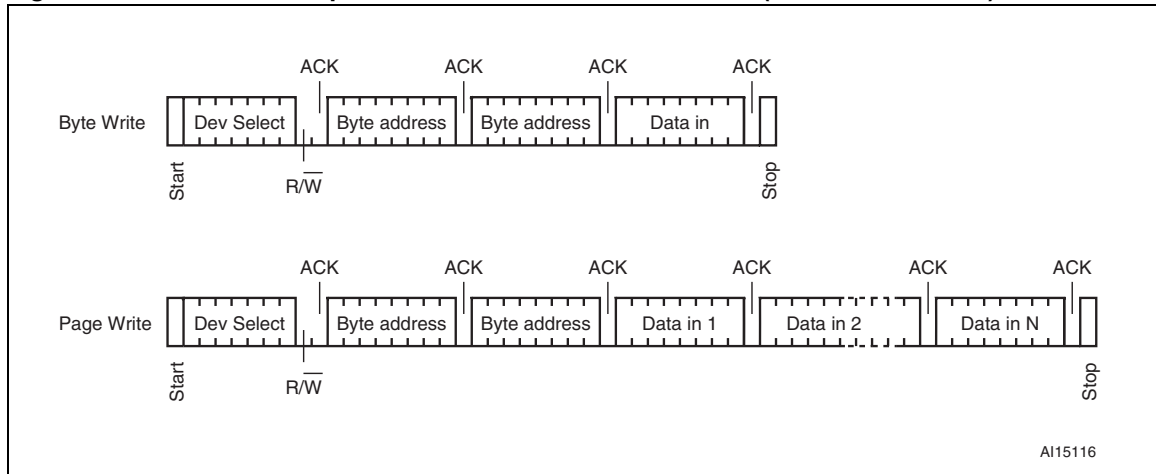 ACK ACK ACK ACK
Byte Write Dev Select Byte address Byte address Data in
Start R/W̅ Stop
ACK ACK ACK ACK ACK ACK
Page Write Dev Select Byte address Byte address Data in 1 Data in 2 Data in N
Start R/W̅ Stop
AI15116